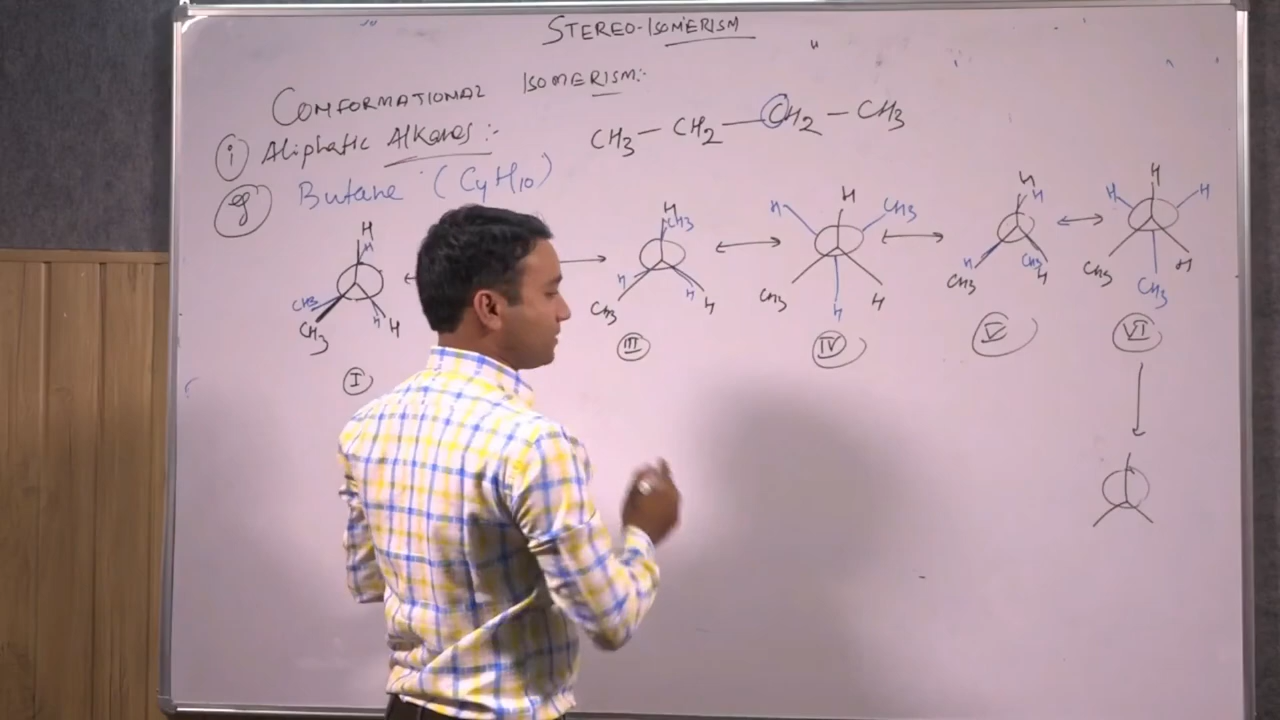 STEREO-ISOMERISM
CONFORMATIONAL ISOMERISM:-
i Aliphatic Alkanes :-
CH3 - CH2 - CH2 - CH3
eg Butane (C4H10)
H H CH3 CH3 H H
I
H CH3 H CH3 H H
III
H H CH3 CH3 H H
IV
H H H CH3 CH3 H
V
H H H CH3 H CH3
VI